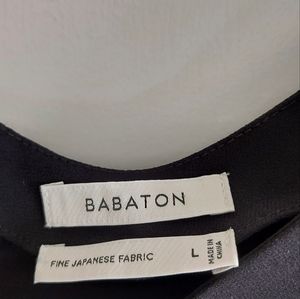 BABATON
FINE JAPANESE FABRIC
L
MADE IN
CHINA